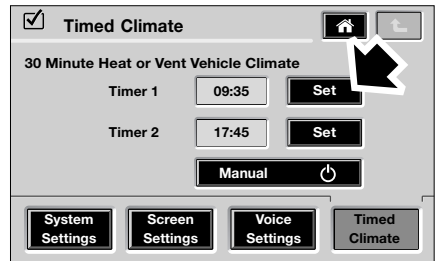 Timed Climate
30 Minute Heat or Vent Vehicle Climate
Timer 1 09:35 Set
Timer 2 17:45 Set
Manual
System Settings
Screen Settings
Voice Settings
Timed Climate